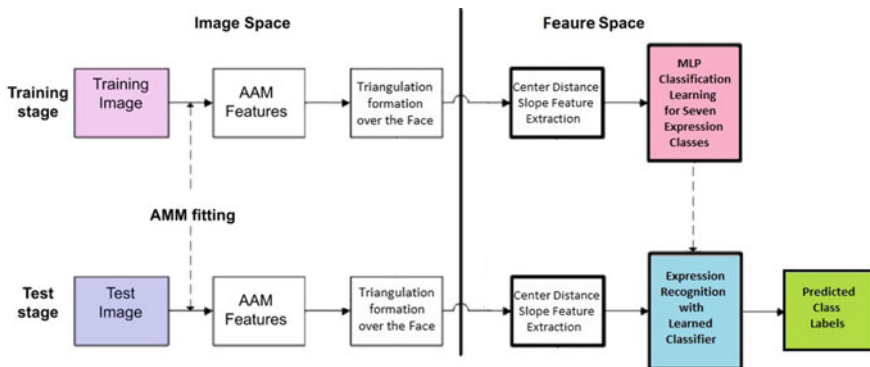 Image Space
Feaure Space
Training
stage
Training
Image
AAM
Features
Triangulation
formation
over the Face
Center Distance
Slope Feature
Extraction
MLP
Classification
Learning
for Seven
Expression
Classes
AMM fitting
Test
stage
Test
Image
AAM
Features
Triangulation
formation
over the Face
Center Distance
Slope Feature
Extraction
Expression
Recognition
with
Learned
Classifier
Predicted
Class
Labels